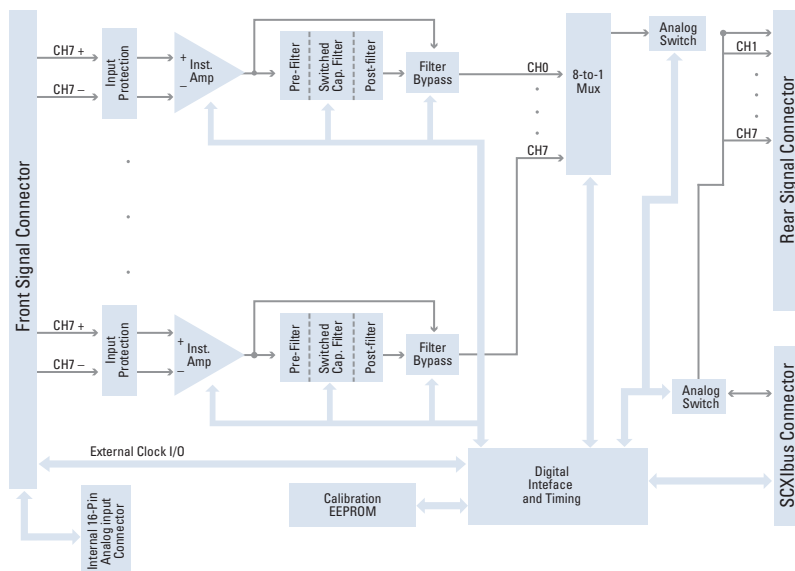 Front Signal Connector
CH7 +
CH7 –
Input
Protection
+
–
Inst.
Amp
Pre-Filter
Switched
Cap. Filter
Post-filter
Filter
Bypass
CH0
CH7
8-to-1
Mux
Analog
Switch
CH1
CH7
Rear Signal Connector
CH7 +
CH7 –
Input
Protection
+
–
Inst.
Amp
Pre-Filter
Switched
Cap. Filter
Post-filter
Filter
Bypass
Analog
Switch
SCXIbus Connector
External Clock I/O
Digital
Inteface
and Timing
Calibration
EEPROM
Internal 16-Pin
Analog input
Connector